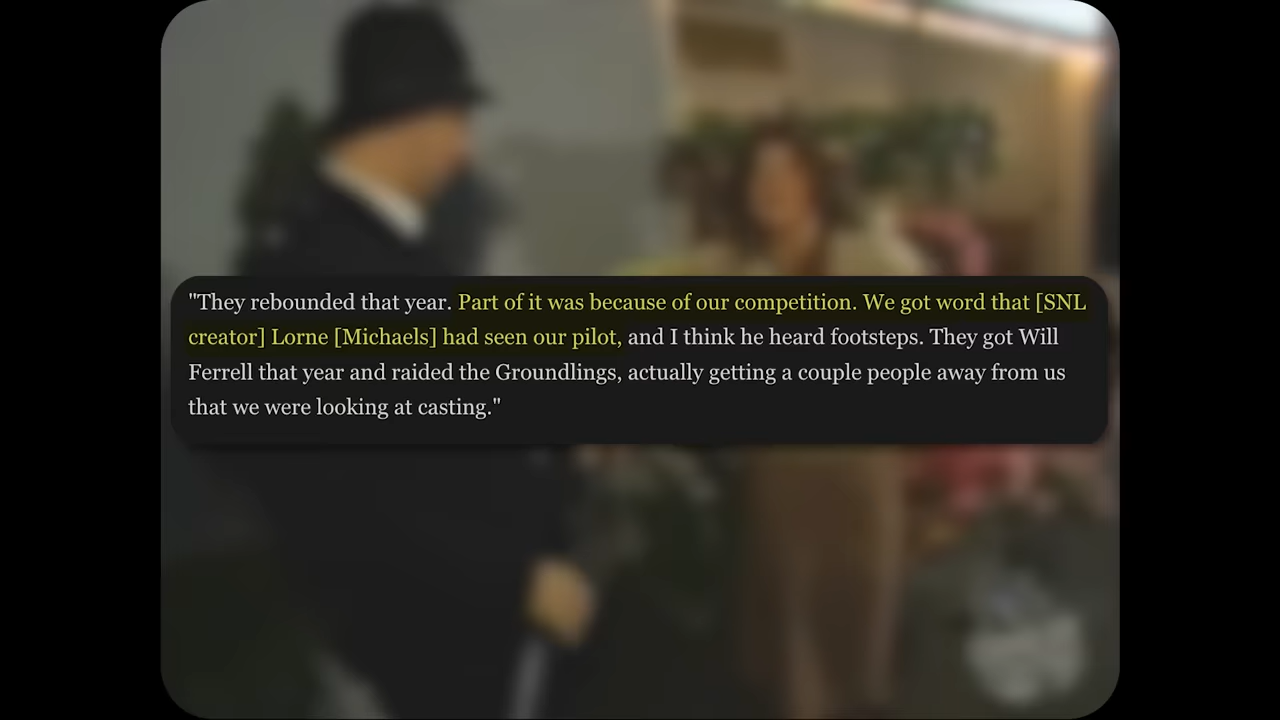 "They rebounded that year. Part of it was because of our competition. We got word that [SNL
creator] Lorne [Michaels] had seen our pilot, and I think he heard footsteps. They got Will
Ferrell that year and raided the Groundlings, actually getting a couple people away from us
that we were looking at casting."